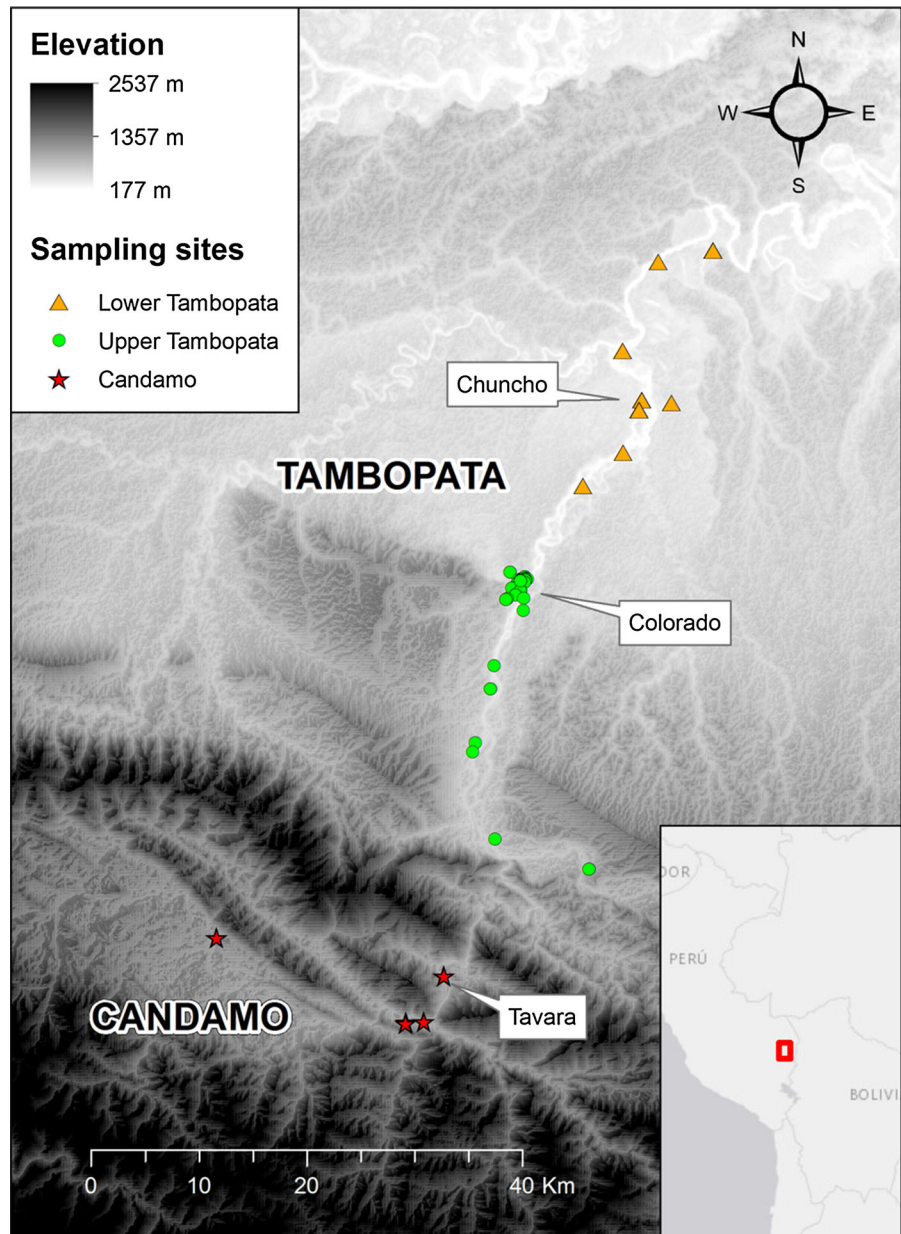 Elevation
2537 m
1357 m
177 m
Sampling sites
Lower Tambopata
Upper Tambopata
Candamo
N
W E
S
Chuncho
TAMBOPATA
Colorado
CANDAMO
Tavara
0 20 40 Km
DOR
PERÚ
BOLIVI